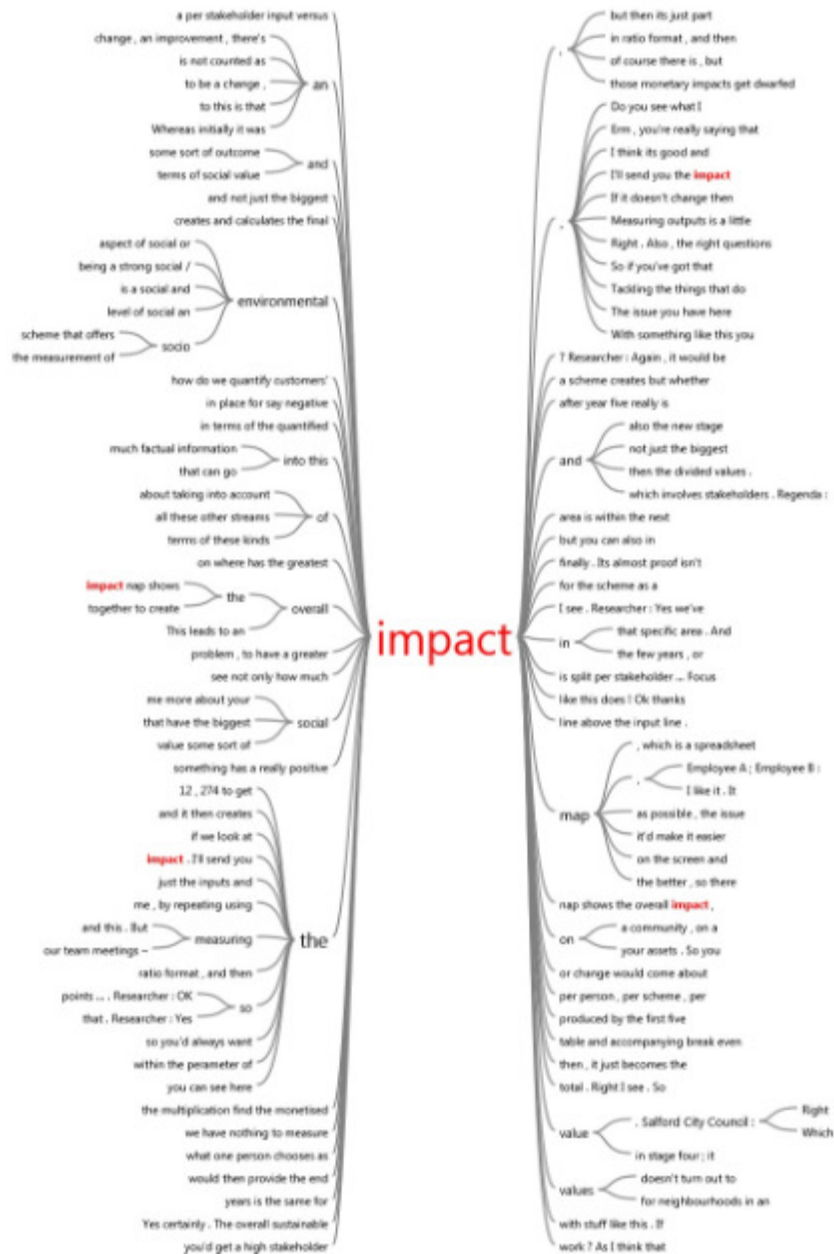 a per stakeholder input versus
change , an improvement , there's
is not counted as
to be a change ,
to this is that
Whereas initially it was
an
some sort of outcome
terms of social value
and
and not just the biggest
creates and calculates the final
aspect of social or
being a strong social /
is a social and
level of social an
scheme that offers
the measurement of
socio
environmental
how do we quantify customers'
in place for say negative
in terms of the quantified
much factual information
that can go
into this
about taking into account
all these other streams
terms of these kinds
of
on where has the greatest
impact nap shows
together to create
the
This leads to an
overall
problem , to have a greater
see not only how much
me more about your
that have the biggest
value some sort of
social
something has a really positive
12 , 274 to get
and it then creates
if we look at
impact . I'll send you
just the inputs and
me , by repeating using
and this . But
our team meetings –
measuring
ratio format , and then
points ... . Researcher : OK
that . Researcher : Yes
so
so you'd always want
within the perameter of
you can see here
the
the multiplication find the monetised
we have nothing to measure
what one person chooses as
would then provide the end
years is the same for
Yes certainly . The overall sustainable
you'd get a high stakeholder
impact
,
but then its just part
in ratio format , and then
of course there is , but
those monetary impacts get dwarfed
.
Do you see what I
Erm , you're really saying that
I think its good and
I'll send you the impact
If it doesn't change then
Measuring outputs is a little
Right . Also , the right questions
So if you've got that
Tackling the things that do
The issue you have here
With something like this you
? Researcher : Again , it would be
a scheme creates but whether
after year five really is
and
also the new stage
not just the biggest
then the divided values .
which involves stakeholders . Regenda :
area is within the next
but you can also in
finally . Its almost proof isn't
for the scheme as a
I see . Researcher : Yes we've
in
that specific area . And
the few years , or
is split per stakeholder ... Focus
like this does ! Ok thanks
line above the input line .
map
, which is a spreadsheet
.
Employee A ; Employee B :
I like it . It
as possible , the issue
it'd make it easier
on the screen and
the better , so there
nap shows the overall impact ,
on
a community , on a
your assets . So you
or change would come about
per person , per scheme , per
produced by the first five
table and accompanying break even
then , it just becomes the
total . Right I see . So
value
. Salford City Council :
Right
Which
in stage four ; it
values
doesn't turn out to
for neighbourhoods in an
with stuff like this . If
work ? As I think that